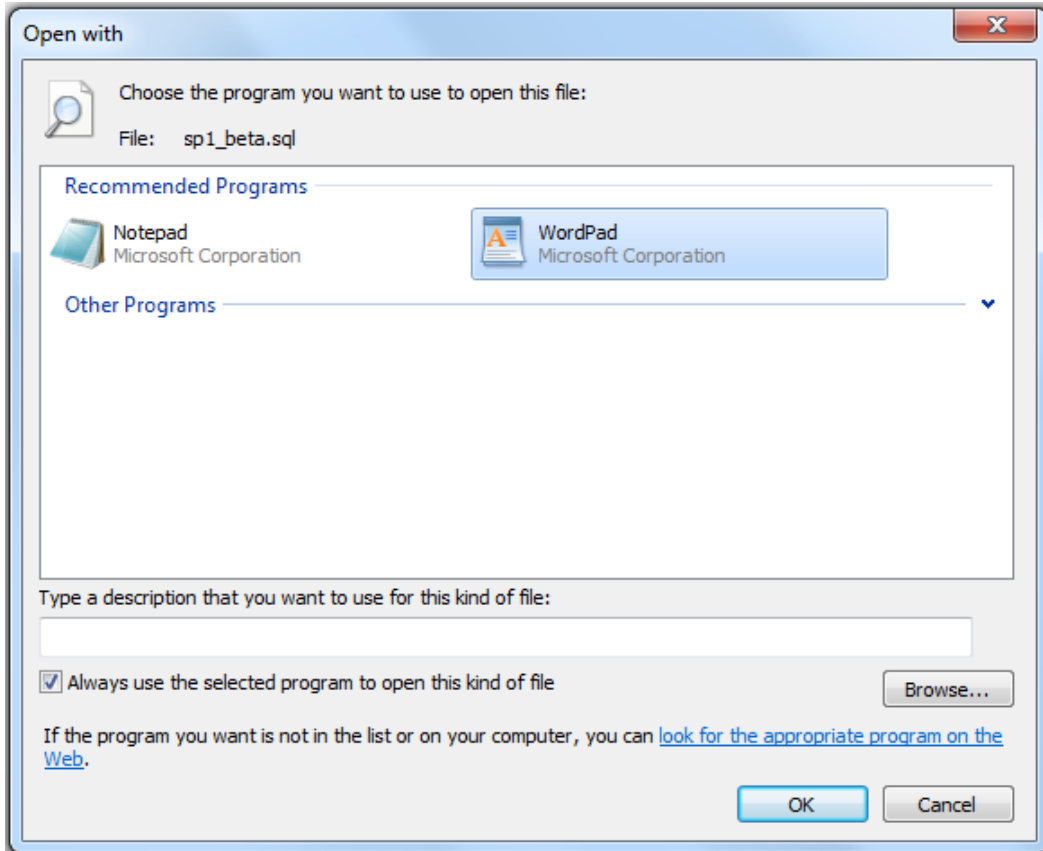 Open with
Choose the program you want to use to open this file:
File: sp1_beta.sql
Recommended Programs
Notepad
Microsoft Corporation
WordPad
Microsoft Corporation
Other Programs
Type a description that you want to use for this kind of file:
Always use the selected program to open this kind of file
Browse...
If the program you want is not in the list or on your computer, you can look for the appropriate program on the
Web.
OK
Cancel